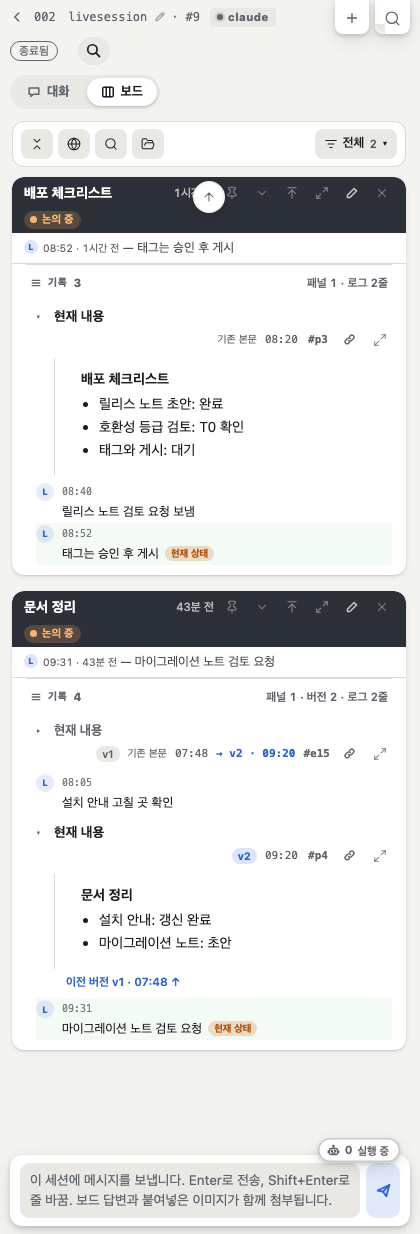 002 livesession · #9 claude
종료됨
대화 보드
전체 2
배포 체크리스트
논의 중
L 08:52 · 1시간 전 — 태그는 승인 후 게시
기록 3 패널 1 · 로그 2줄
현재 내용
기존 본문 08:20 #p3
배포 체크리스트
릴리스 노트 초안: 완료
호환성 등급 검토: T0 확인
태그와 게시: 대기
L 08:40
릴리스 노트 검토 요청 보냄
L 08:52
태그는 승인 후 게시 현재 상태
문서 정리 43분 전
논의 중
L 09:31 · 43분 전 — 마이그레이션 노트 검토 요청
기록 4 패널 1 · 버전 2 · 로그 2줄
현재 내용
v1 기존 본문 07:48 → v2 · 09:20 #e15
L 08:05
설치 안내 고칠 곳 확인
현재 내용
v2 09:20 #p4
문서 정리
설치 안내: 갱신 완료
마이그레이션 노트: 초안
이전 버전 v1 · 07:48 ↑
L 09:31
마이그레이션 노트 검토 요청 현재 상태
0 실행 중
이 세션에 메시지를 보냅니다. Enter로 전송, Shift+Enter로
줄 바꿈. 보드 답변과 붙여넣은 이미지가 함께 첨부됩니다.